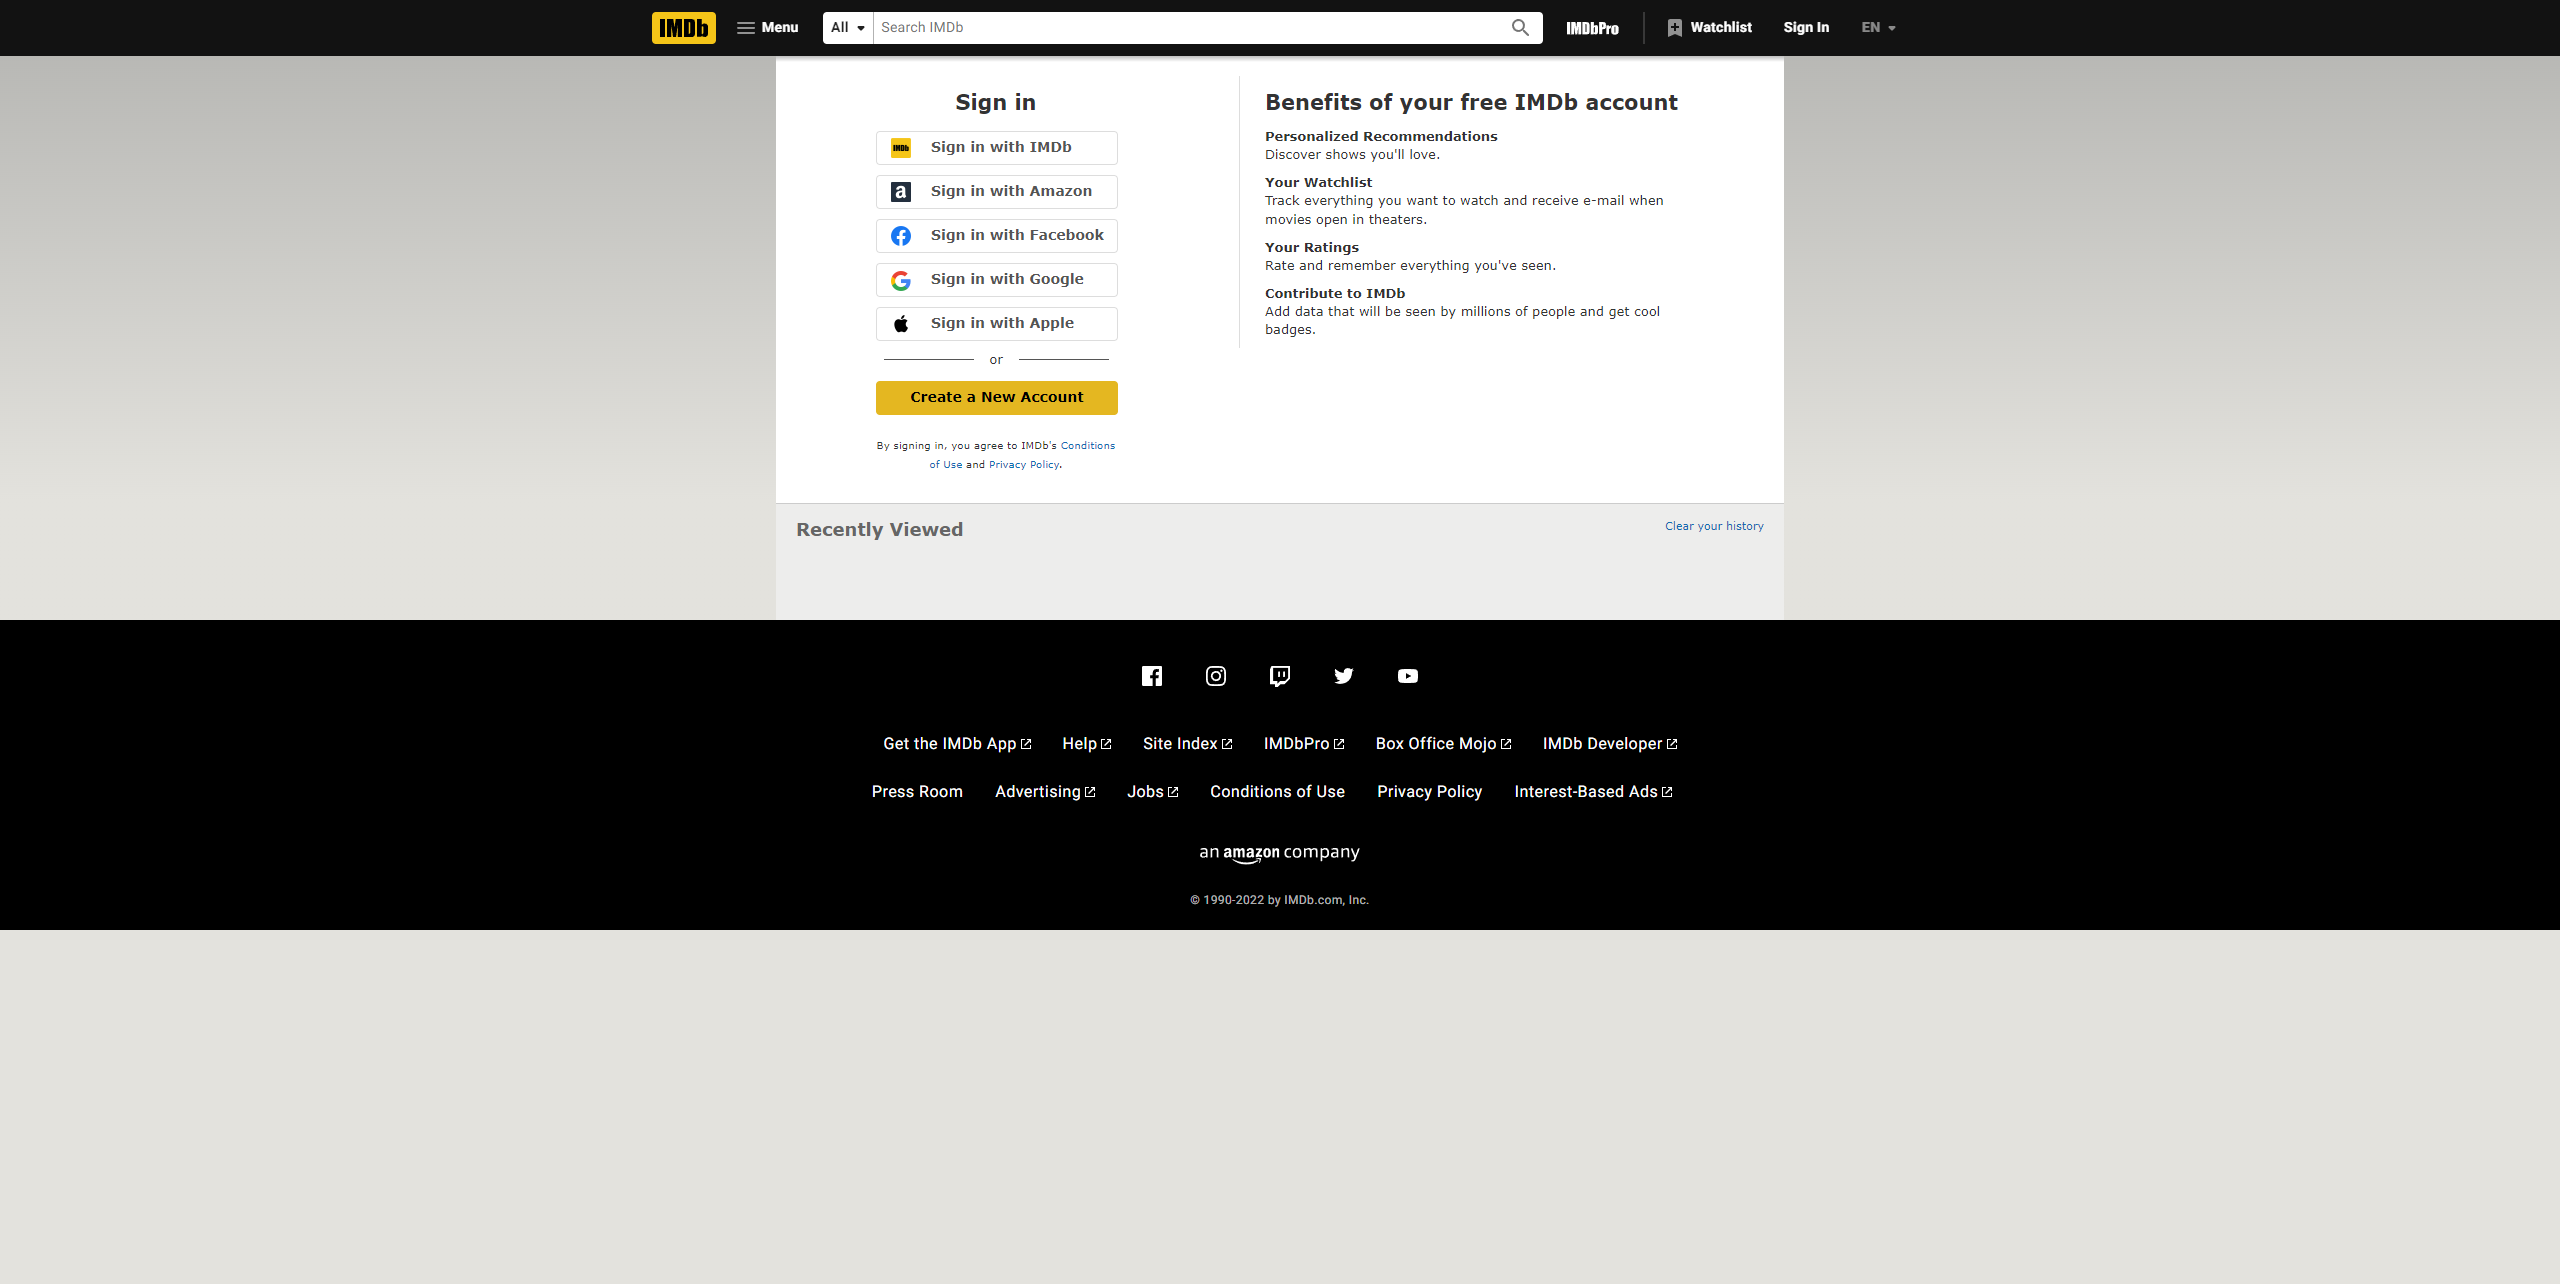 IMDb Menu All Search IMDb IMDbPro Watchlist Sign In EN
Sign in
IMDb Sign in with IMDb
a Sign in with Amazon
Sign in with Facebook
G Sign in with Google
Sign in with Apple
or
Create a New Account
By signing in, you agree to IMDb's Conditions
of Use and Privacy Policy.
Benefits of your free IMDb account
Personalized Recommendations
Discover shows you'll love.
Your Watchlist
Track everything you want to watch and receive e-mail when
movies open in theaters.
Your Ratings
Rate and remember everything you've seen.
Contribute to IMDb
Add data that will be seen by millions of people and get cool
badges.
Recently Viewed Clear your history
Get the IMDb App Help Site Index IMDbPro Box Office Mojo IMDb Developer
Press Room Advertising Jobs Conditions of Use Privacy Policy Interest-Based Ads
an amazon company
© 1990-2022 by IMDb.com, Inc.